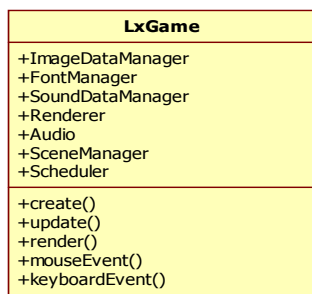 LxGame
+ImageDataManager
+FontManager
+SoundDataManager
+Renderer
+Audio
+SceneManager
+Scheduler
+create()
+update()
+render()
+mouseEvent()
+keyboardEvent()